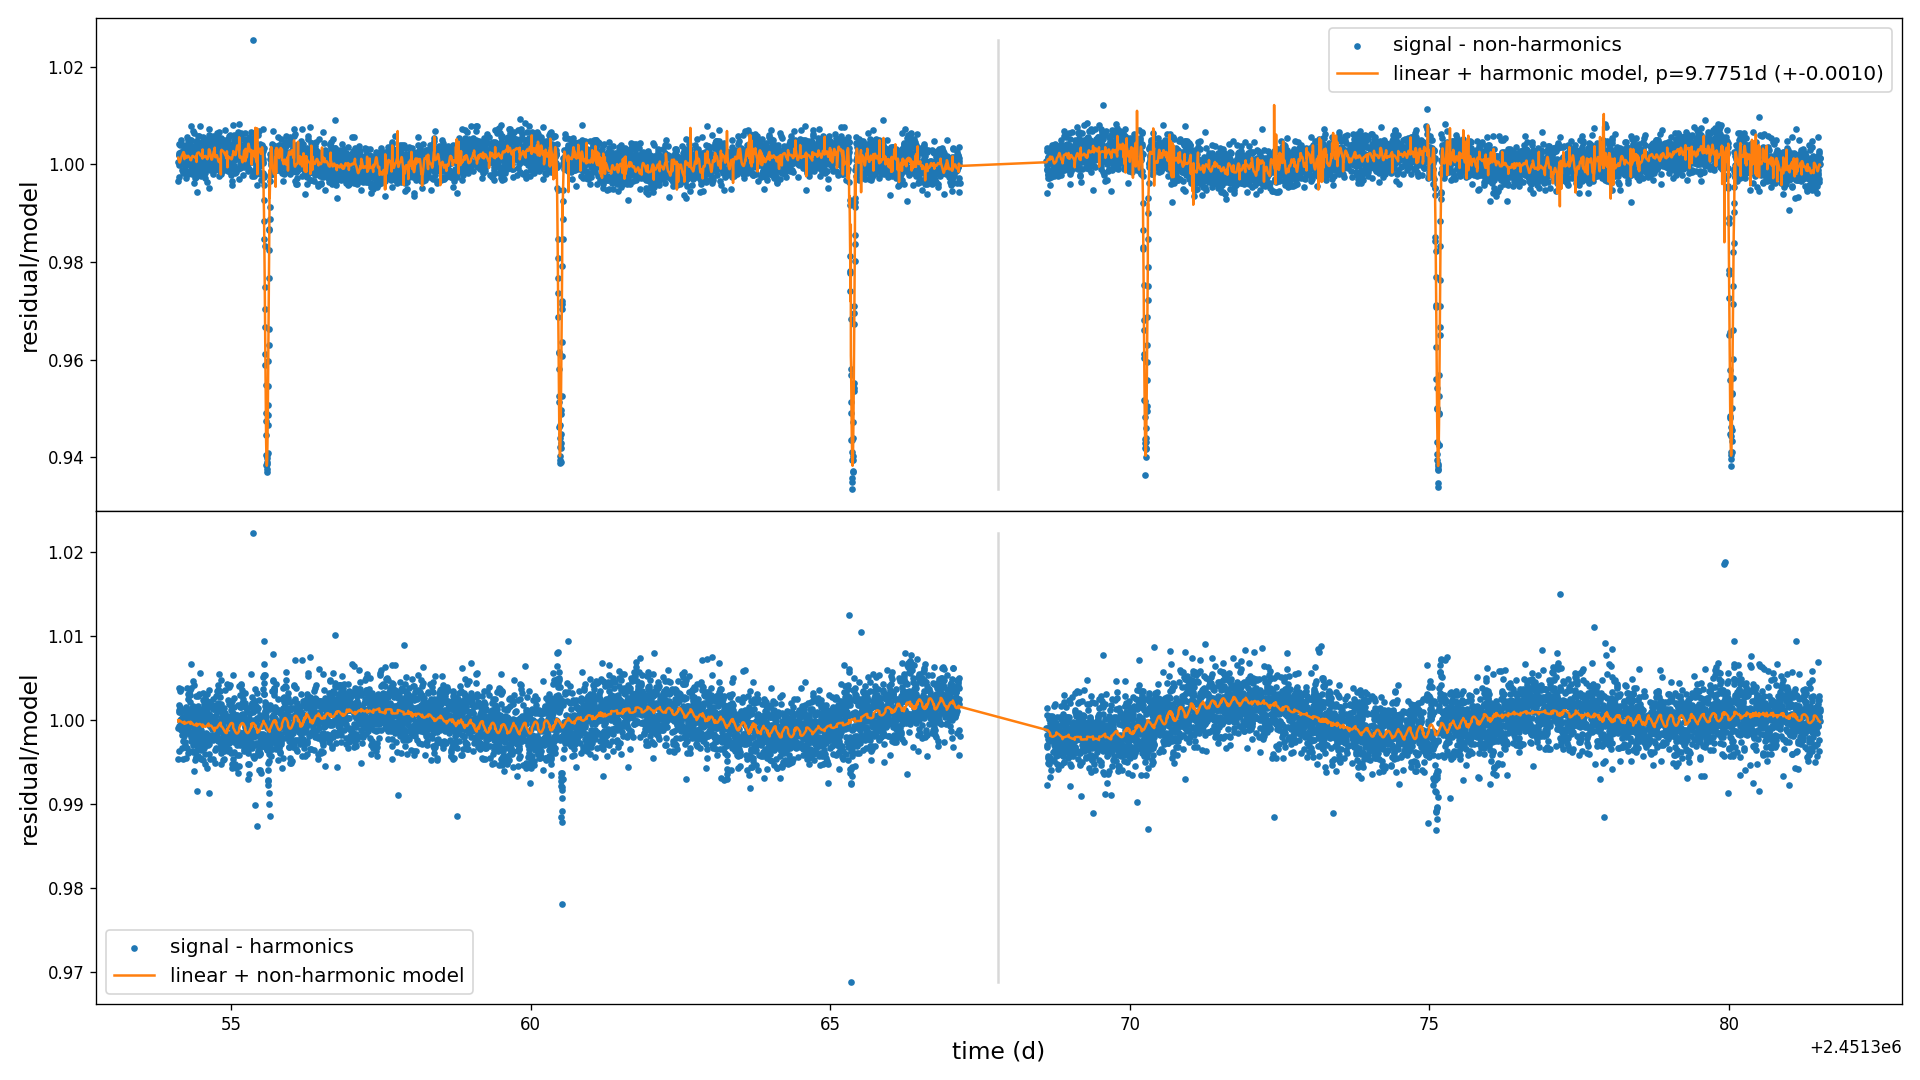 signal - non-harmonics
linear + harmonic model, p=9.7751d (+-0.0010)
residual/model
1.02
1.00
0.98
0.96
0.94
residual/model
1.02
1.01
1.00
0.99
0.98
0.97
signal - harmonics
linear + non-harmonic model
55 60 65 70 75 80
time (d)
+2.4513e6